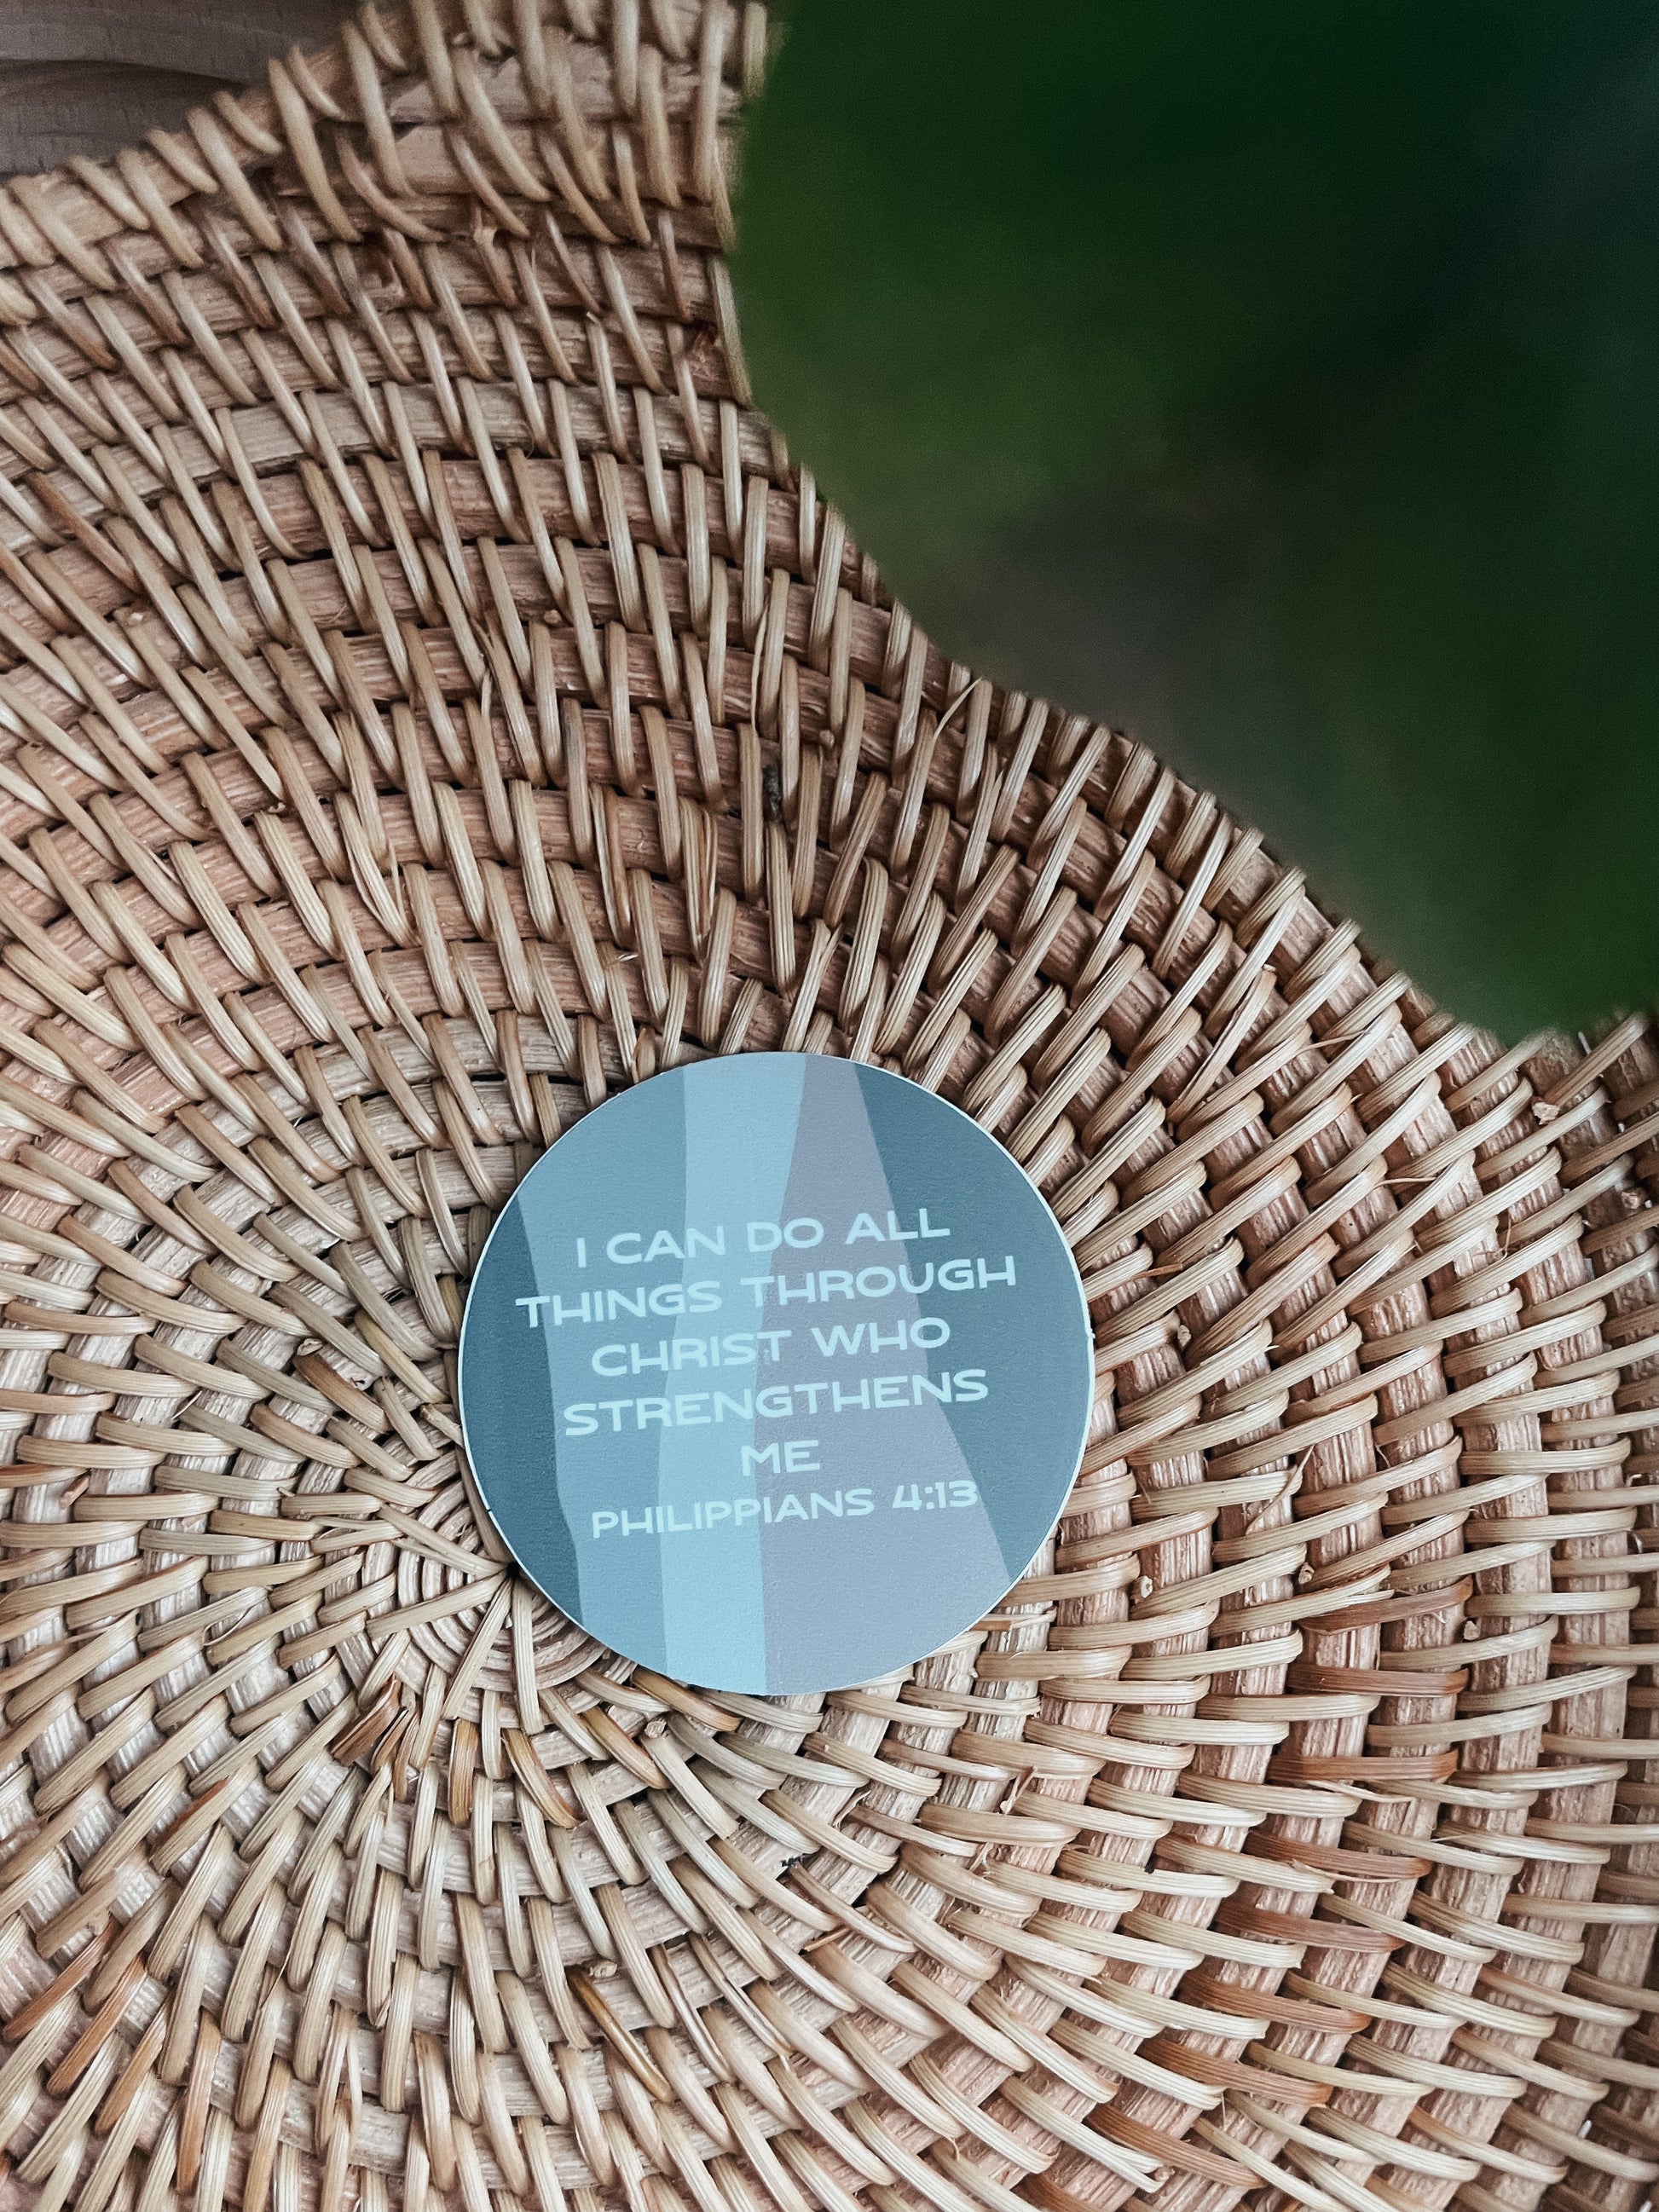 I CAN DO ALL
THINGS THROUGH
CHRIST WHO
STRENGTHENS
ME
PHILIPPIANS 4:13